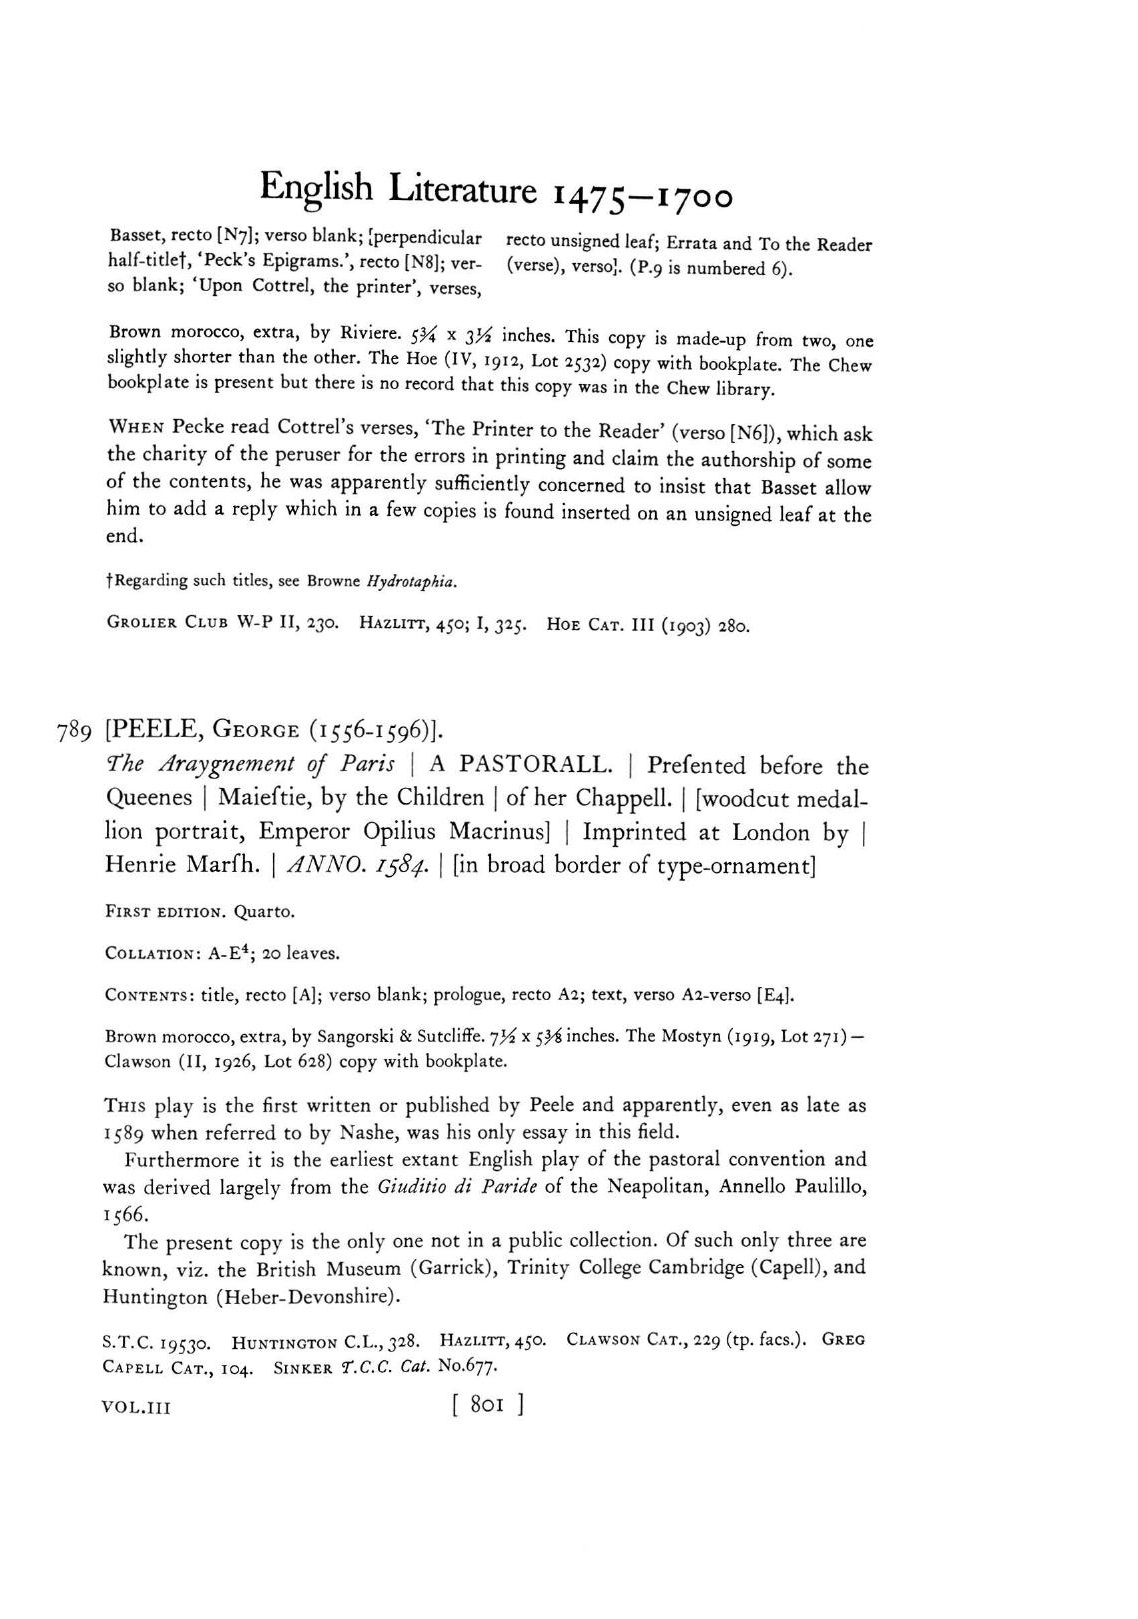 English Literature 1475–1700
Basset, recto [N7]; verso blank; [perpendicular
half-title†, ‘Peck's Epigrams.’, recto [N8]; ver-
so blank; ‘Upon Cottrel, the printer’, verses,
recto unsigned leaf; Errata and To the Reader
(verse), verso]. (P.9 is numbered 6).
Brown morocco, extra, by Riviere. 5¾ x 3½ inches. This copy is made-up from two, one
slightly shorter than the other. The Hoe (IV, 1912, Lot 2532) copy with bookplate. The Chew
bookplate is present but there is no record that this copy was in the Chew library.
WHEN Pecke read Cottrel's verses, ‘The Printer to the Reader’ (verso [N6]), which ask
the charity of the peruser for the errors in printing and claim the authorship of some
of the contents, he was apparently sufficiently concerned to insist that Basset allow
him to add a reply which in a few copies is found inserted on an unsigned leaf at the
end.
†Regarding such titles, see Browne Hydrotaphia.
GROLIER CLUB W-P II, 230. HAZLITT, 450; I, 325. HOE CAT. III (1903) 280.
789 [PEELE, GEORGE (1556-1596)].
The Araygnement of Paris | A PASTORALL. | Preſented before the
Queenes | Maieſtie, by the Children | of her Chappell. | [woodcut medal-
lion portrait, Emperor Opilius Macrinus] | Imprinted at London by |
Henrie Marſh. | ANNO. 1584. | [in broad border of type-ornament]
FIRST EDITION. Quarto.
COLLATION: A-E⁴; 20 leaves.
CONTENTS: title, recto [A]; verso blank; prologue, recto A2; text, verso A2-verso [E4].
Brown morocco, extra, by Sangorski & Sutcliffe. 7½ x 5⅜ inches. The Mostyn (1919, Lot 271) —
Clawson (II, 1926, Lot 628) copy with bookplate.
THIS play is the first written or published by Peele and apparently, even as late as
1589 when referred to by Nashe, was his only essay in this field.
Furthermore it is the earliest extant English play of the pastoral convention and
was derived largely from the Giuditio di Paride of the Neapolitan, Annello Paulillo,
1566.
The present copy is the only one not in a public collection. Of such only three are
known, viz. the British Museum (Garrick), Trinity College Cambridge (Capell), and
Huntington (Heber-Devonshire).
S.T.C. 19530. HUNTINGTON C.L., 328. HAZLITT, 450. CLAWSON CAT., 229 (tp. facs.). GREG
CAPELL CAT., 104. SINKER T.C.C. Cat. No.677.
VOL.III [ 801 ]